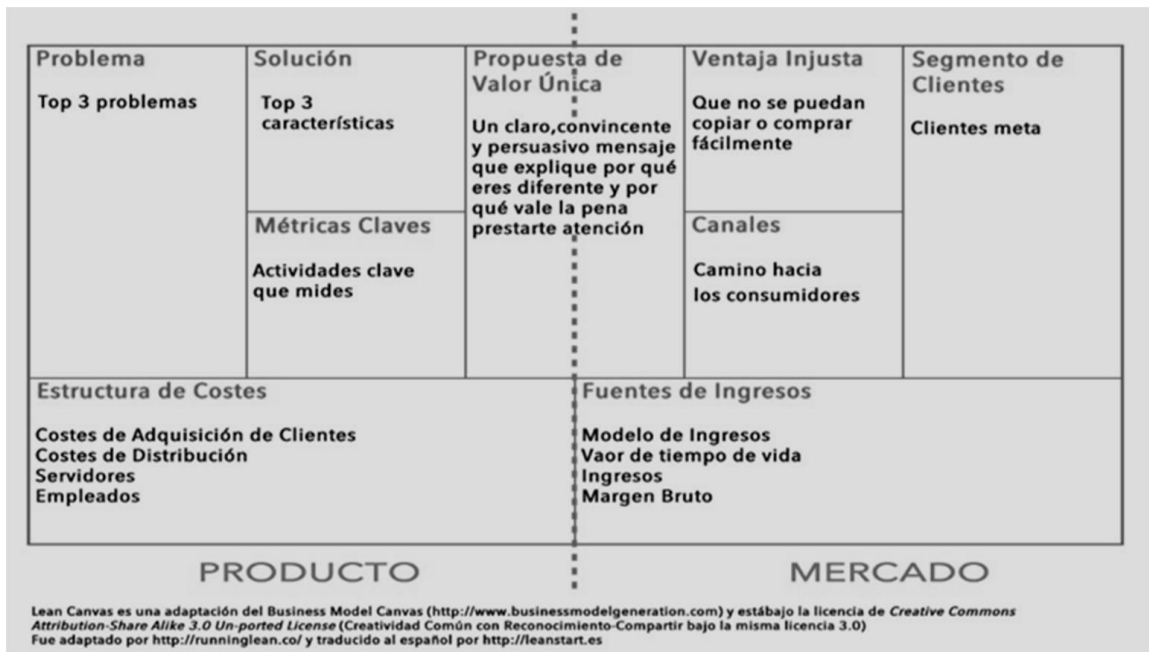 Problema
Top 3 problemas
Solución
Top 3
características
Métricas Claves
Actividades clave
que mides
Propuesta de
Valor Única
Un claro,convincente
y persuasivo mensaje
que explique por qué
eres diferente y por
qué vale la pena
prestarte atención
Ventaja Injusta
Que no se puedan
copiar o comprar
fácilmente
Canales
Camino hacia
los consumidores
Segmento de
Clientes
Clientes meta
Estructura de Costes
Costes de Adquisición de Clientes
Costes de Distribución
Servidores
Empleados
Fuentes de Ingresos
Modelo de Ingresos
Vaor de tiempo de vida
Ingresos
Margen Bruto
PRODUCTO
MERCADO
Lean Canvas es una adaptación del Business Model Canvas (http://www.businessmodelgeneration.com) y estábajo la licencia de Creative Commons
Attribution-Share Alike 3.0 Un-ported License (Creatividad Común con Reconocimiento-Compartir bajo la misma licencia 3.0)
Fue adaptado por http://runninglean.co/ y traducido al español por http://leanstart.es